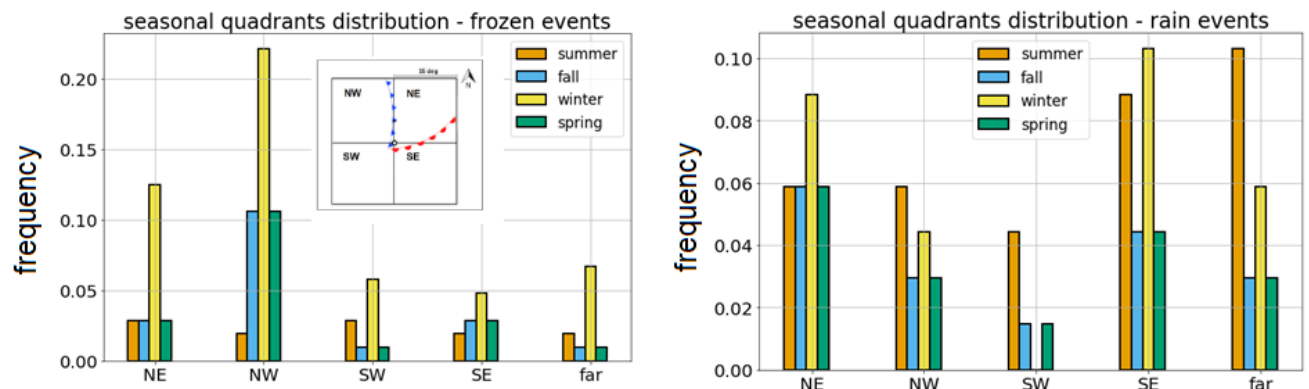 seasonal quadrants distribution - frozen events
frequency
0.20
0.15
0.10
0.05
0.00
NE
NW
SW
SE
far
summer
fall
winter
spring
15 deg
N
NW
NE
SW
SE
seasonal quadrants distribution - rain events
frequency
0.10
0.08
0.06
0.04
0.02
0.00
NE
NW
SW
SE
far
summer
fall
winter
spring